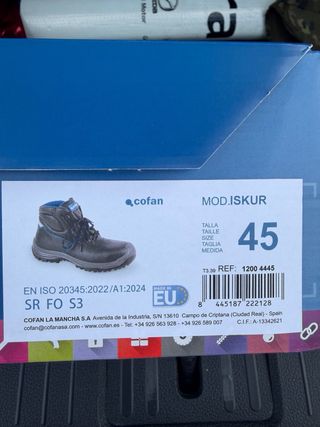 Motor
cofan
MOD.ISKUR
TALLA
TAILLE
SIZE
TAGLIA
MEDIDA
45
T3.39 REF: 1200 4445
EN ISO 20345:2022/A1:2024
SR FO S3
MADE IN
EU
8 445187 222128
COFAN LA MANCHA S.A Avenida de la Industria, S/N 13610 Campo de Criptana (Ciudad Real) - Spain
cofan@cofanasa.com - www.cofan.es - Tel: +34 926 563 928 - Fax: +34 926 589 007 C.I.F.: A-13342621